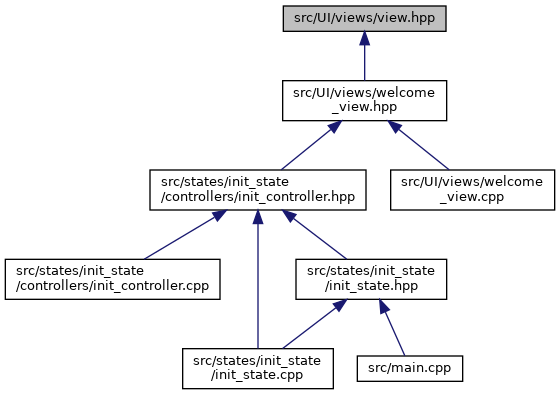 src/UI/views/view.hpp
src/UI/views/welcome
_view.hpp
src/states/init_state
/controllers/init_controller.hpp
src/UI/views/welcome
_view.cpp
src/states/init_state
/controllers/init_controller.cpp
src/states/init_state
/init_state.hpp
src/states/init_state
/init_state.cpp
src/main.cpp